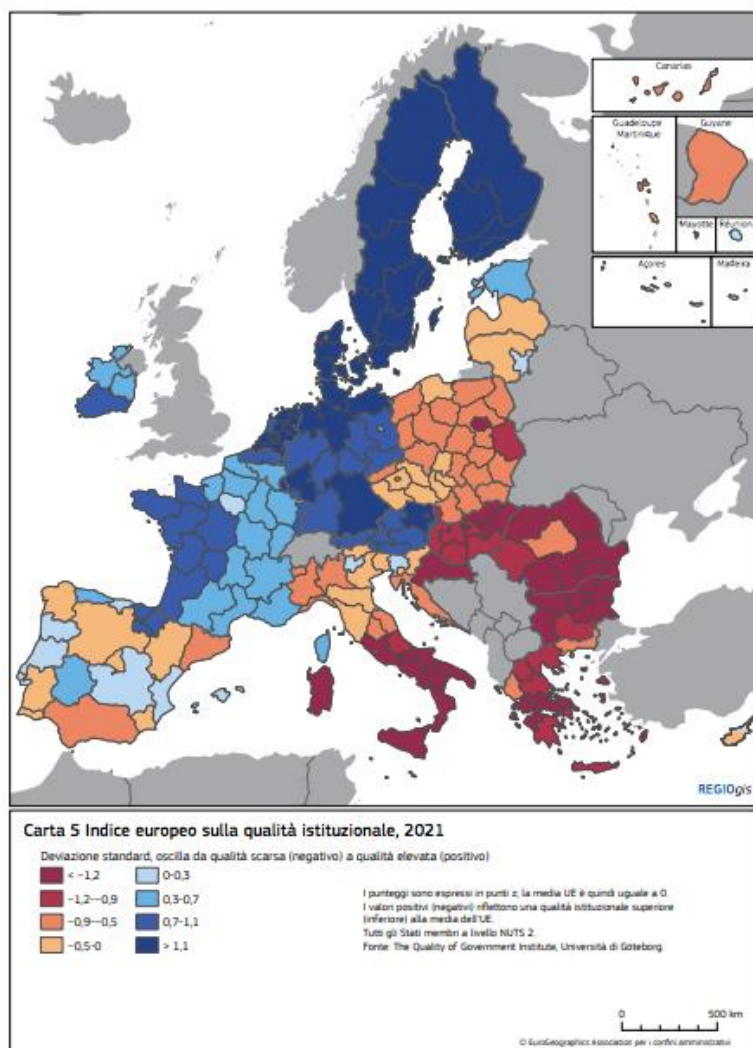 Canarias
Guadeloupe
Martinique
Guyane
Mayotte
Réunion
Açores
Madeira
REGIOgis
Carta 5 Indice europeo sulla qualità istituzionale, 2021
Deviazione standard, oscilla da qualità scarsa (negativo) a qualità elevata (positivo)
< −1,2
−1,2-−0,9
−0,9-−0,5
−0,5-0
0-0,3
0,3-0,7
0,7-1,1
> 1,1
I punteggi sono espressi in punti z; la media UE è quindi uguale a 0.
I valori positivi (negativi) riflettono una qualità istituzionale superiore
(inferiore) alla media dell'UE.
Tutti gli Stati membri a livello NUTS 2.
Fonte: The Quality of Government Institute, Università di Göteborg.
0 500 km
© EuroGeographics Association per i confini amministrativi